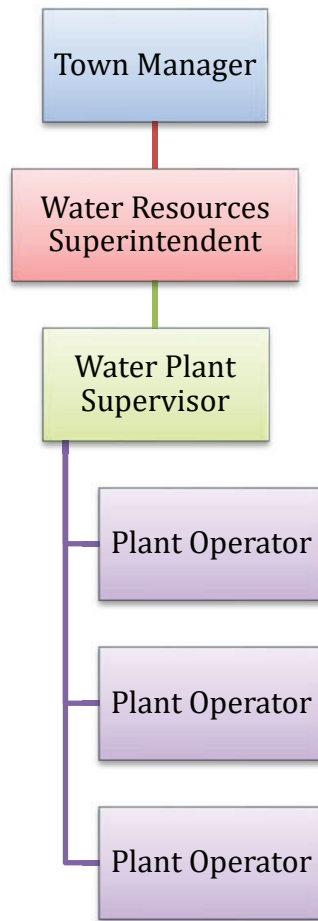 Town Manager
Water Resources
Superintendent
Water Plant
Supervisor
Plant Operator
Plant Operator
Plant Operator